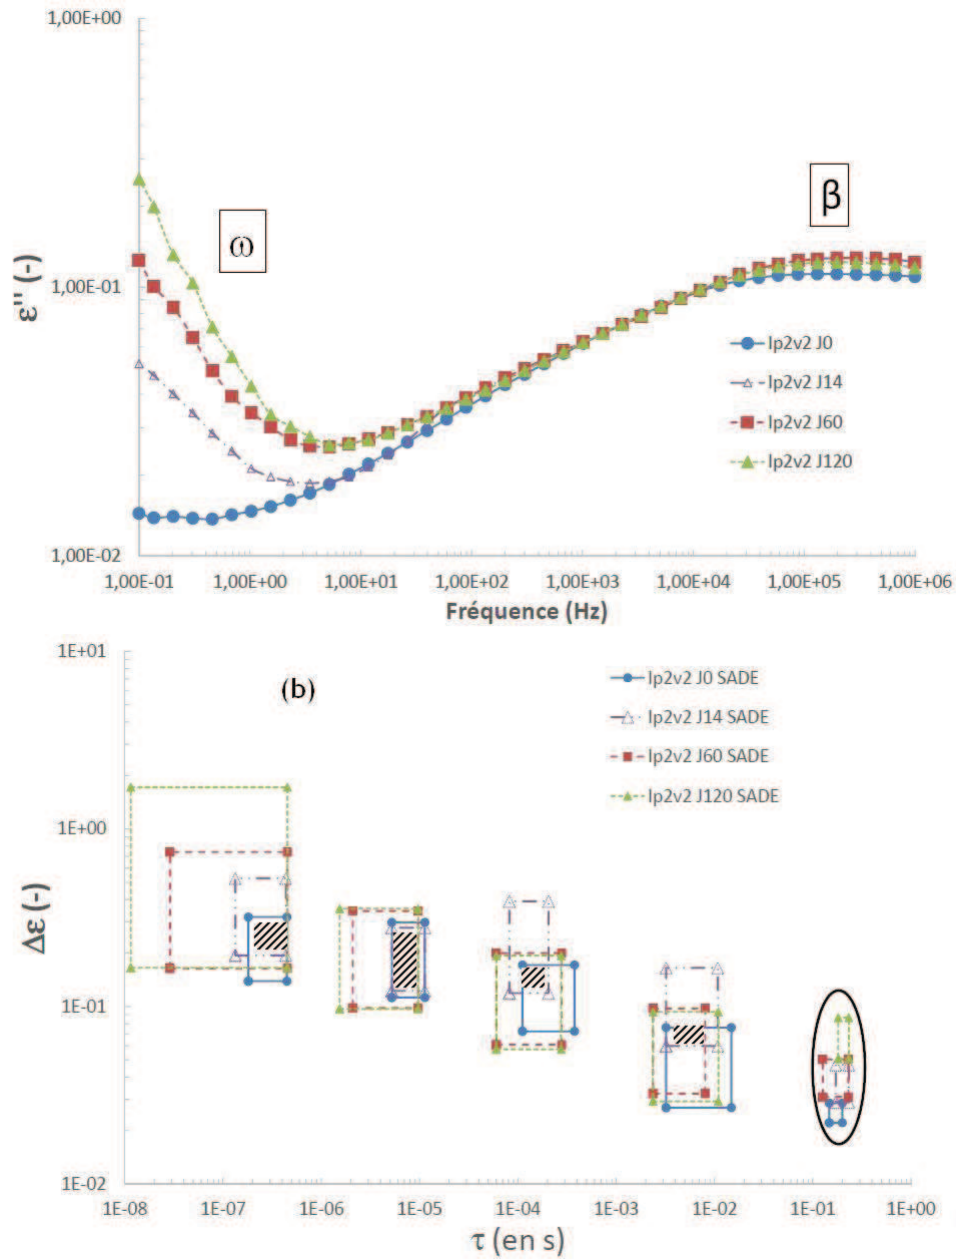 1,00E+00
1,00E-01
1,00E-02
ε'' (-)
ω
β
Ip2v2 J0
Ip2v2 J14
Ip2v2 J60
Ip2v2 J120
1,00E-01 1,00E+00 1,00E+01 1,00E+02 1,00E+03 1,00E+04 1,00E+05 1,00E+06
Fréquence (Hz)
1E+01
1E+00
1E-01
1E-02
Δε (-)
(b)
Ip2v2 J0 SADE
Ip2v2 J14 SADE
Ip2v2 J60 SADE
Ip2v2 J120 SADE
1E-08 1E-07 1E-06 1E-05 1E-04 1E-03 1E-02 1E-01 1E+00
τ (en s)